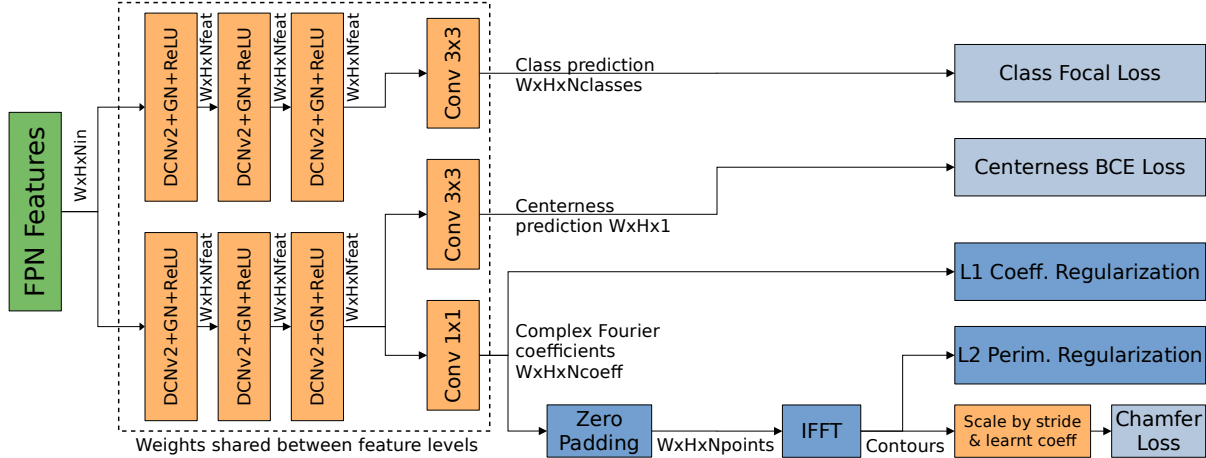 FPN Features
WxHxNin
DCNv2+GN+ReLU
WxHxNfeat
DCNv2+GN+ReLU
WxHxNfeat
DCNv2+GN+ReLU
WxHxNfeat
Conv 3x3
Class prediction
WxHxNclasses
Class Focal Loss
DCNv2+GN+ReLU
WxHxNfeat
DCNv2+GN+ReLU
WxHxNfeat
DCNv2+GN+ReLU
WxHxNfeat
Conv 3x3
Centerness
prediction WxHx1
Centerness BCE Loss
Conv 1x1
Complex Fourier
coefficients
WxHxNcoeff
L1 Coeff. Regularization
L2 Perim. Regularization
Zero
Padding
WxHxNpoints
IFFT
Contours
Scale by stride
& learnt coeff
Chamfer
Loss
Weights shared between feature levels